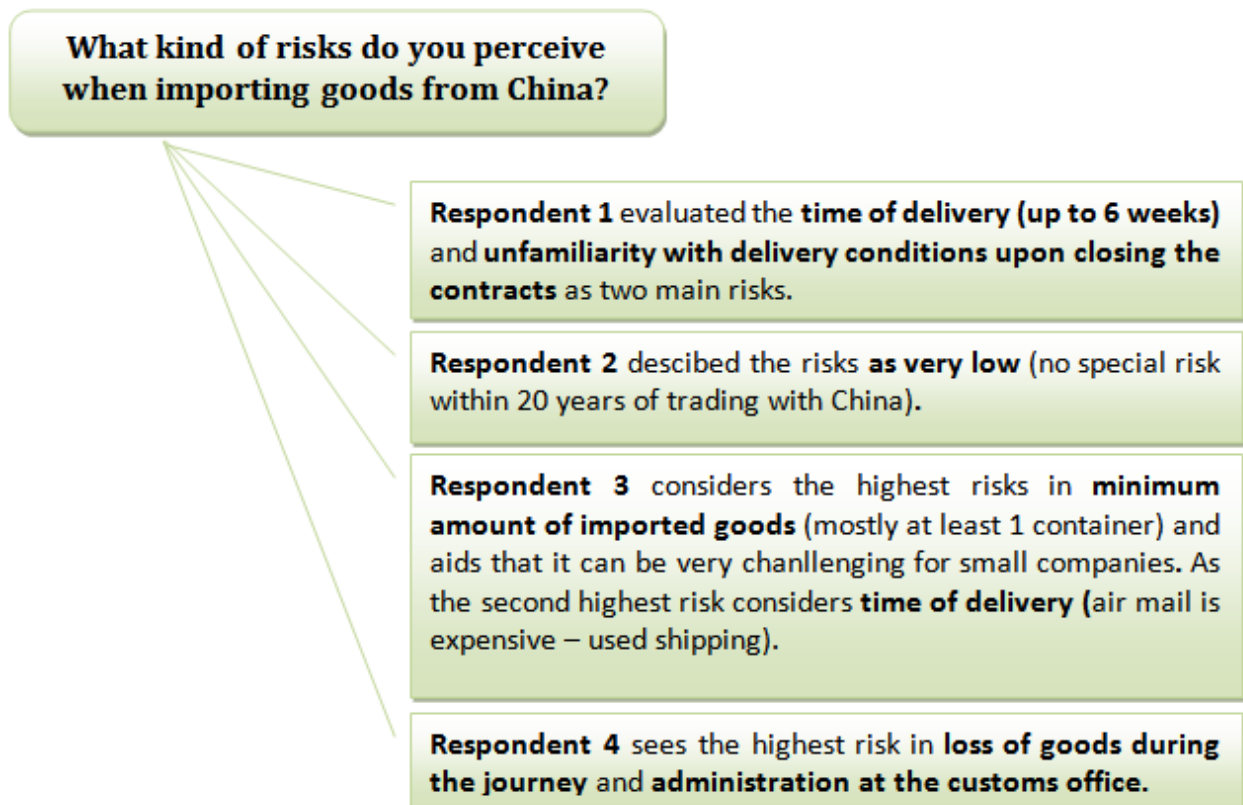 What kind of risks do you perceive
when importing goods from China?
Respondent 1 evaluated the time of delivery (up to 6 weeks)
and unfamiliarity with delivery conditions upon closing the
contracts as two main risks.
Respondent 2 descibed the risks as very low (no special risk
within 20 years of trading with China).
Respondent 3 considers the highest risks in minimum
amount of imported goods (mostly at least 1 container) and
aids that it can be very chanllenging for small companies. As
the second highest risk considers time of delivery (air mail is
expensive – used shipping).
Respondent 4 sees the highest risk in loss of goods during
the journey and administration at the customs office.